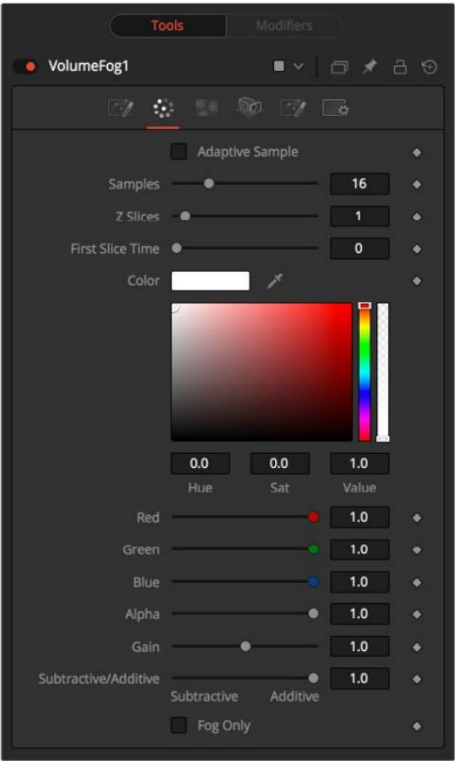 Tools Modifiers
VolumeFog1
Adaptive Sample
Samples 16
Z Slices 1
First Slice Time 0
Color
0.0 0.0 1.0
Hue Sat Value
Red 1.0
Green 1.0
Blue 1.0
Alpha 1.0
Gain 1.0
Subtractive/Additive 1.0
Subtractive Additive
Fog Only